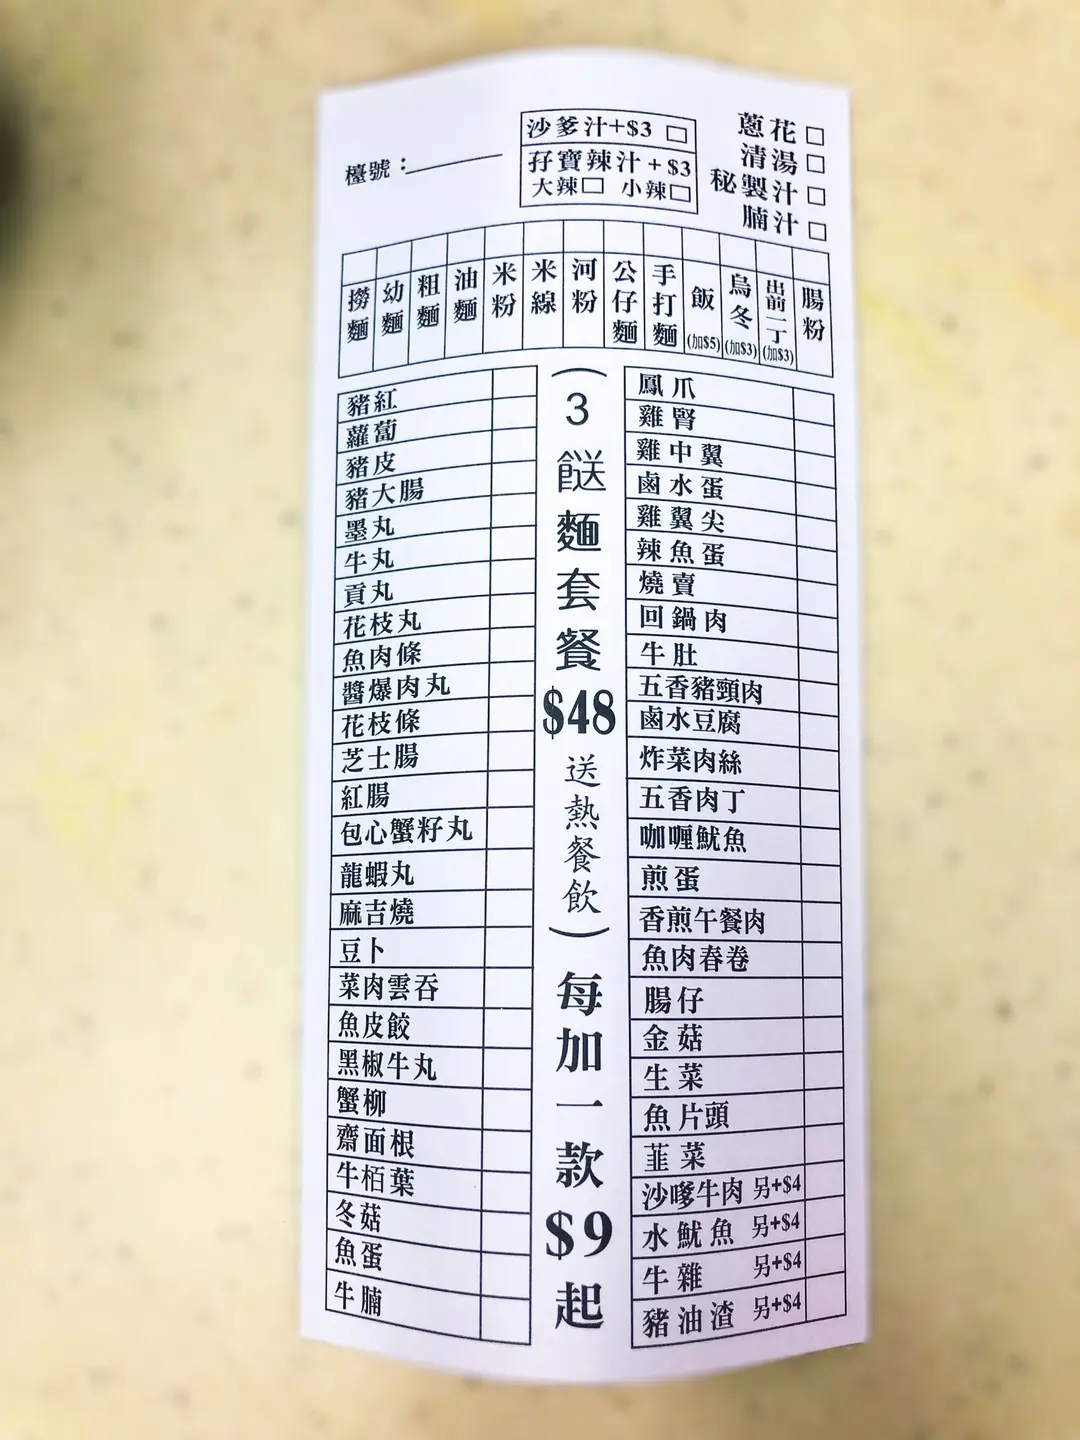 檯號：
沙爹汁+$3 □
孖寶辣汁+$3
大辣□ 小辣□
蔥花□
清湯□
秘製汁□
腩汁□
撈麵
幼麵
粗麵
油麵
米粉
米線
河粉
公仔麵
手打麵
飯(加$5)
烏冬(加$3)
出前一丁(加$3)
腸粉
豬紅
蘿蔔
豬皮
豬大腸
墨丸
牛丸
貢丸
花枝丸
魚肉條
醬爆肉丸
花枝條
芝士腸
紅腸
包心蟹籽丸
龍蝦丸
麻吉燒
豆卜
菜肉雲吞
魚皮餃
黑椒牛丸
蟹柳
齋面根
牛栢葉
冬菇
魚蛋
牛腩
(3餸麵套餐$48送熱餐飲)每加一款$9起
鳳爪
雞腎
雞中翼
鹵水蛋
雞翼尖
辣魚蛋
燒賣
回鍋肉
牛肚
五香豬頸肉
鹵水豆腐
炸菜肉絲
五香肉丁
咖喱魷魚
煎蛋
香煎午餐肉
魚肉春卷
腸仔
金菇
生菜
魚片頭
韮菜
沙嗲牛肉 另+$4
水魷魚 另+$4
牛雜 另+$4
豬油渣 另+$4